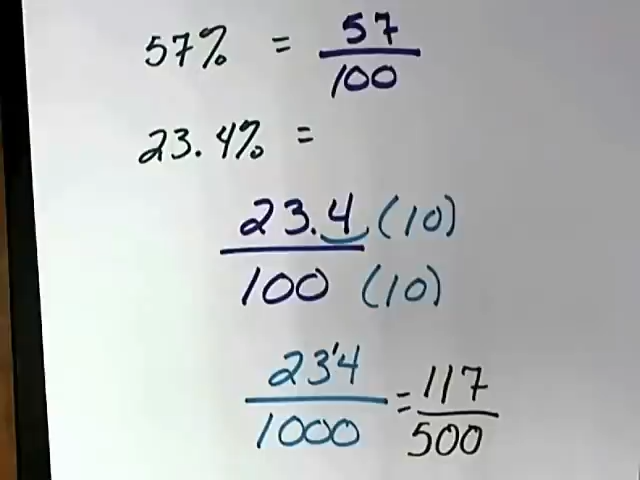 57% = 57/100
23.4% =
23.4 (10)
100 (10)
234/1000 = 117/500